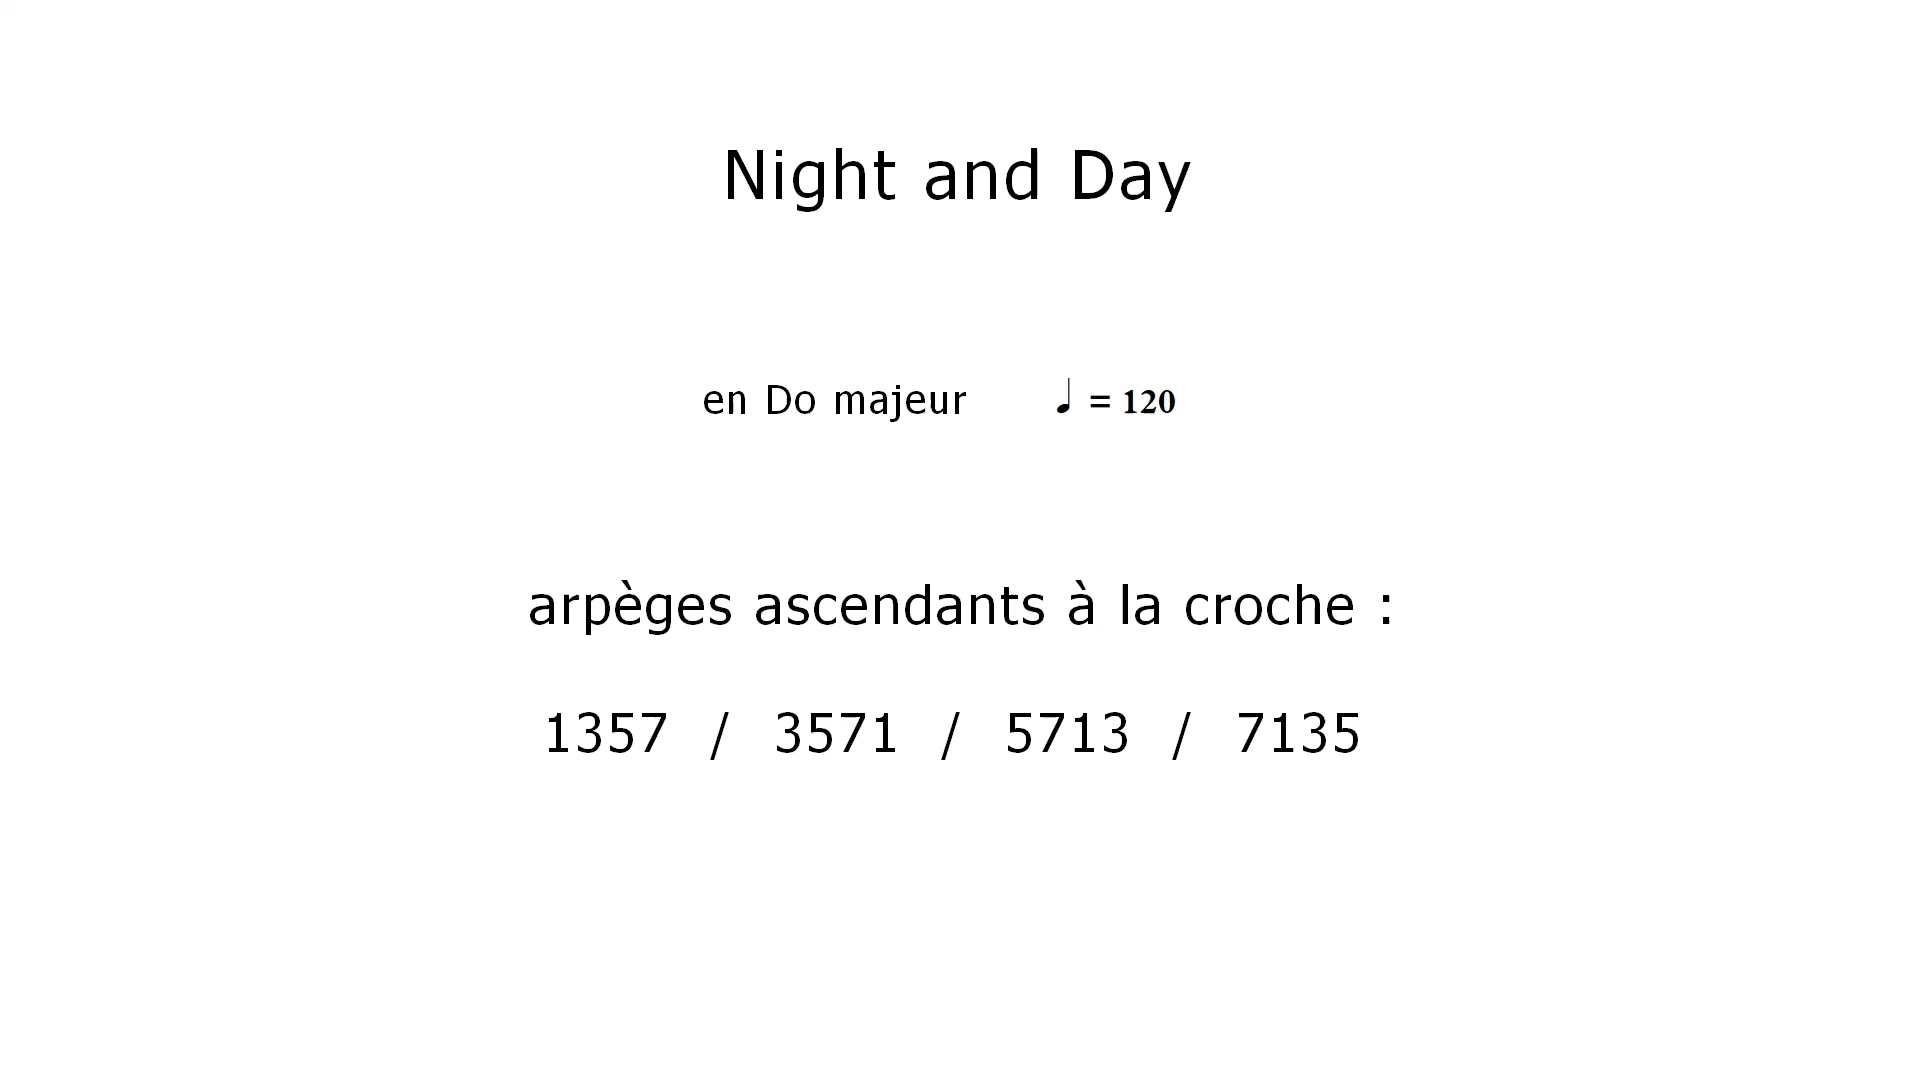 Night and Day
en Do majeur ♩ = 120
arpèges ascendants à la croche :
1357 / 3571 / 5713 / 7135